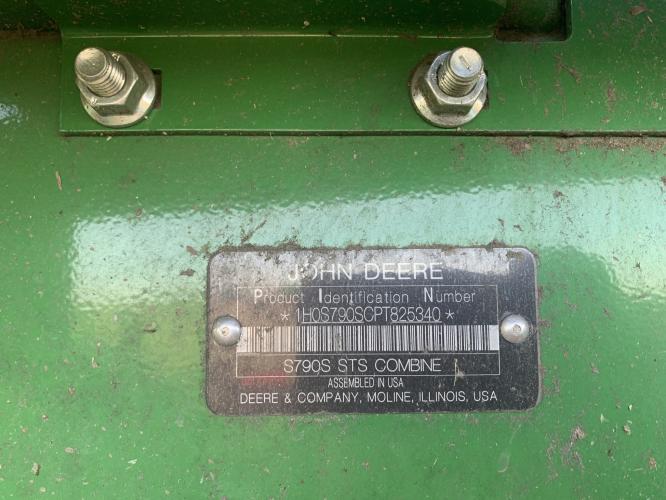 JOHN DEERE
Product Identification Number
*1H0S790SCPT825340*
S790S STS COMBINE
ASSEMBLED IN USA
DEERE & COMPANY, MOLINE, ILLINOIS, USA